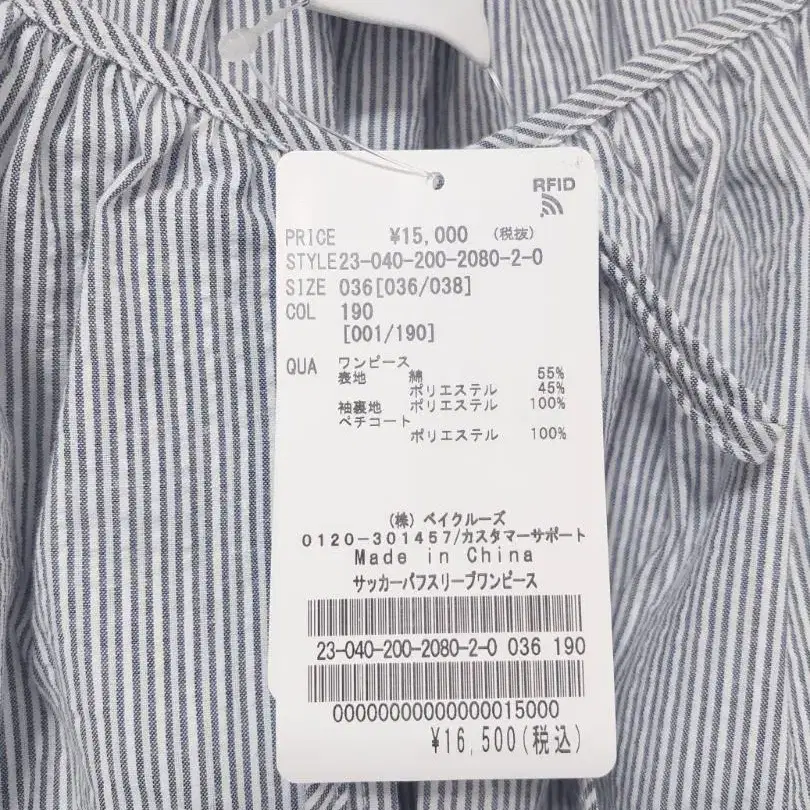 RFID
PRICE ¥15,000 (税抜)
STYLE23-040-200-2080-2-0
SIZE 036[036/038]
COL 190
[001/190]
QUA ワンピース
表地 綿 55%
ポリエステル 45%
袖裏地 ポリエステル 100%
ペチコート
ポリエステル 100%
(株) ベイクルーズ
0120-301457/カスタマーサポート
Made in China
サッカーパフスリーブワンピース
23-040-200-2080-2-0 036 190
00000000000000015000
¥16,500(税込)